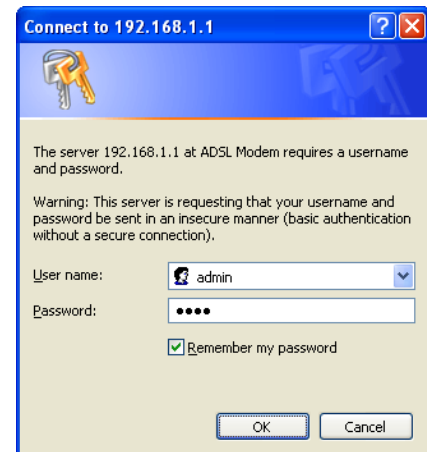 Connect to 192.168.1.1
The server 192.168.1.1 at ADSL Modem requires a username
and password.
Warning: This server is requesting that your username and
password be sent in an insecure manner (basic authentication
without a secure connection).
User name:
admin
Password:
••••
Remember my password
OK
Cancel